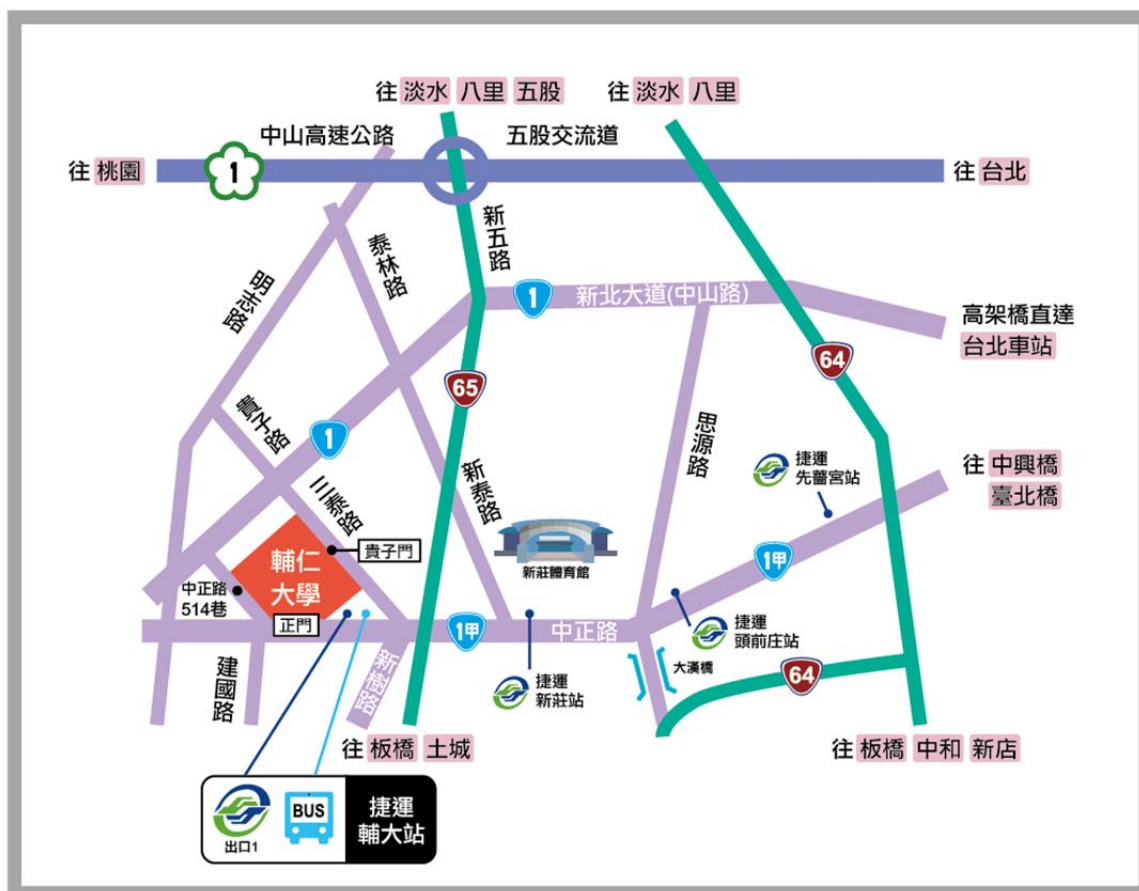 往 淡水 八里 五股
往 淡水 八里
中山高速公路
五股交流道
往 桃園
1
往 台北
新五路
泰林路
明志路
1
新北大道(中山路)
高架橋直達
台北車站
64
65
貴子路
1
思源路
新泰路
捷運
先嗇宮站
往 中興橋
臺北橋
三泰路
新莊體育館
貴子門
輔仁
大學
1甲
中正路
514巷
正門
1甲
中正路
捷運
頭前庄站
大漢橋
建國路
新樹路
捷運
新莊站
64
往 板橋 土城
往 板橋 中和 新店
BUS
出口1
捷運
輔大站